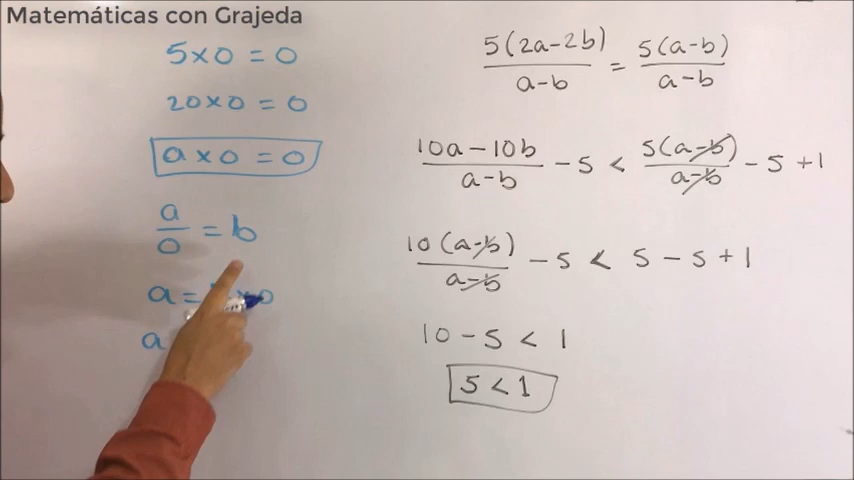 Matemáticas con Grajeda
5×0 = 0
20×0 = 0
a×0 = 0
a/0 = b
a = ×0
a
5(2a-2b)/a-b = 5(a-b)/a-b
10a-10b/a-b -5 < 5(a-b)/a-b -5 +1
10(a-b)/a-b -5 < 5-5+1
10-5 < 1
5<1